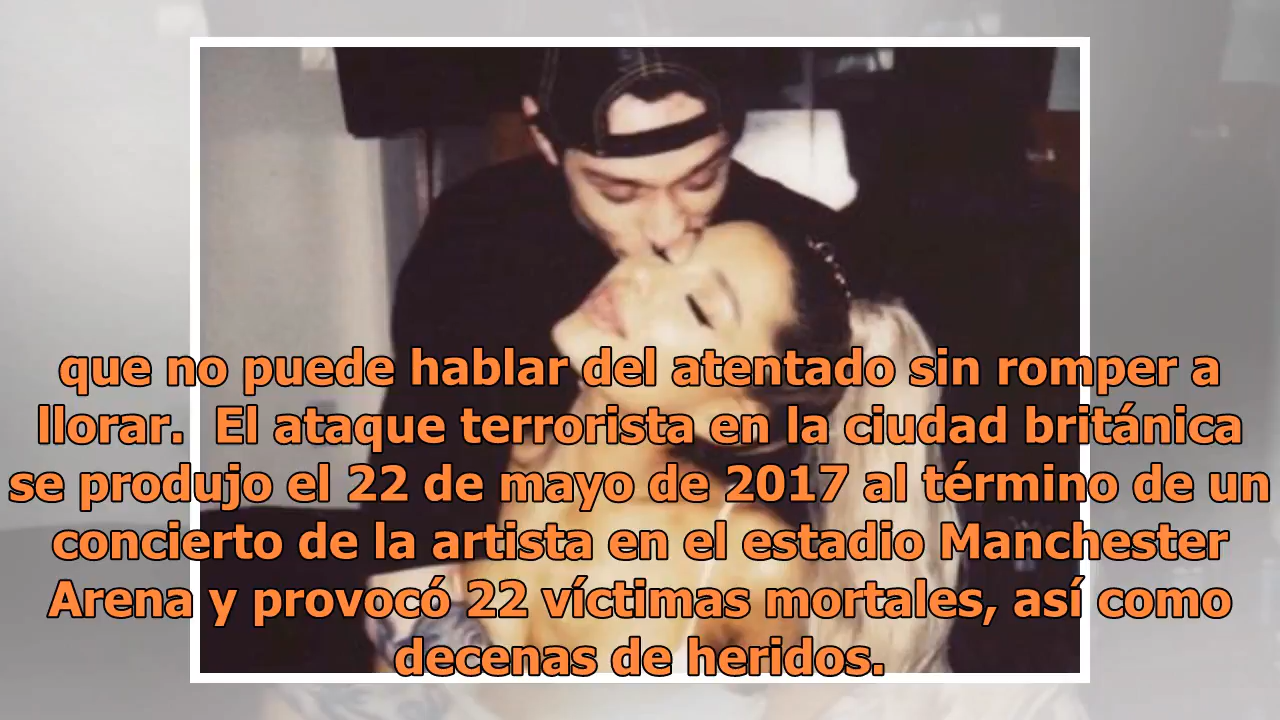 que no puede hablar del atentado sin romper a
llorar.  El ataque terrorista en la ciudad británica
se produjo el 22 de mayo de 2017 al término de un
concierto de la artista en el estadio Manchester
Arena y provocó 22 víctimas mortales, así como
decenas de heridos.